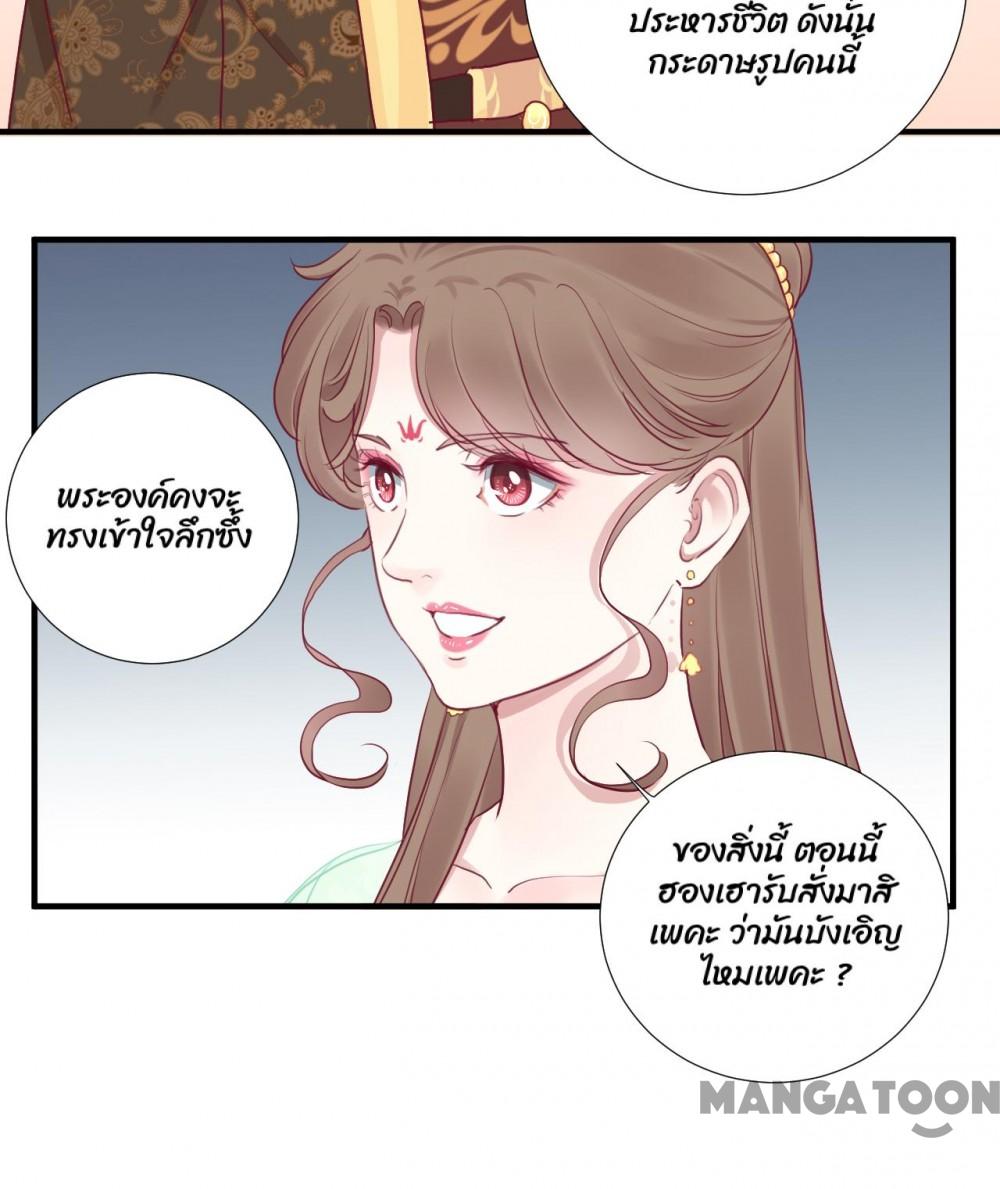 ประหารชีวิต ดังนั้น
กระดาษรูปคนนี้
พระองค์คงจะ
ทรงเข้าใจลึกซึ้ง
ของสิ่งนี้ ตอนนี้
ฮองเฮารับสั่งมาสิ
เพคะ ว่ามันบังเอิญ
ไหมเพคะ ?
MANGATOON